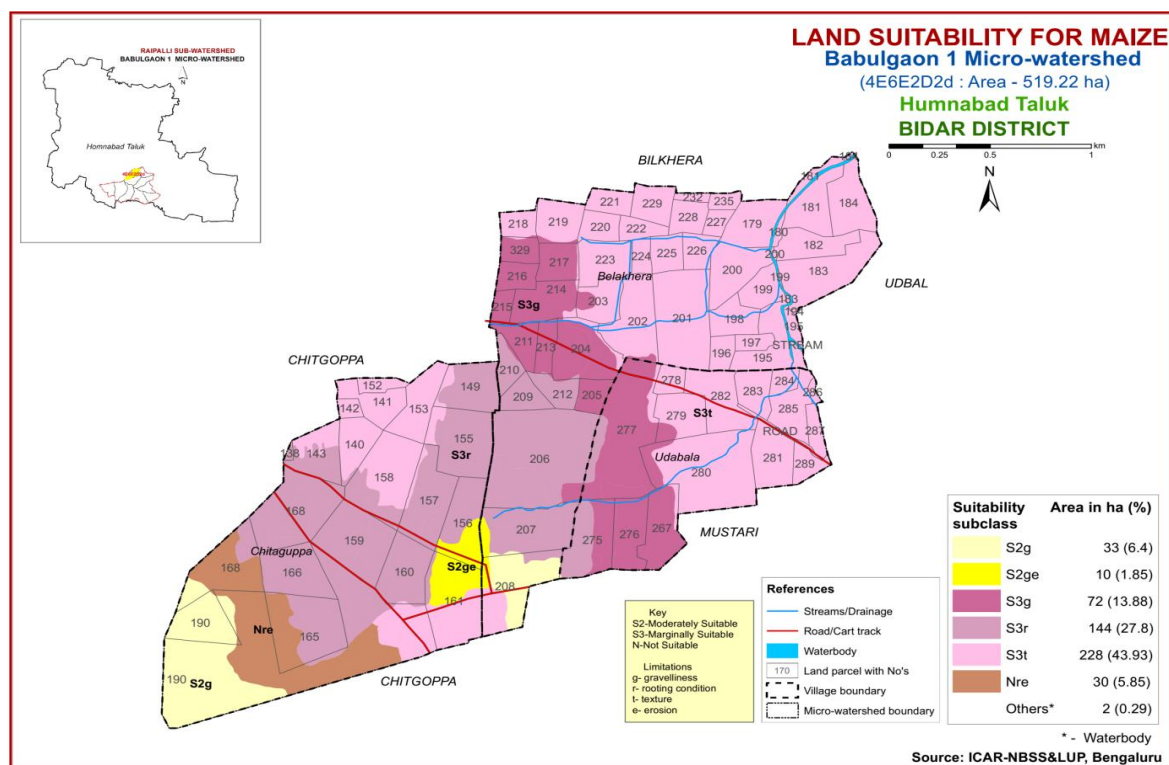 LAND SUITABILITY FOR MAIZE
Babulgaon 1 Micro-watershed
(4E6E2D2d : Area - 519.22 ha)
Humnabad Taluk
BIDAR DISTRICT
0 0.25 0.5 1 km
N
RAIPALLI SUB-WATERSHED
BABULGAON 1 MICRO-WATERSHED
N
Homnabad Taluk
BILKHERA
181 184
221 229 232 235 181
218 219 220 222 228 227 179 180
182
329 217 223 224 225 226 200 200 183
216 Belakhera 199
UDBAL
214 199
215 S3g 203 183
194
202 201 198 195
STREAM
211 213 204 197
196 195
CHITGOPPA
210
152 149 209 212 205 278 282 283 284 286
142 141 153 279 S3t 285
277 ROAD 287
140 155
S3r 206 Udabala 281 289
138 143 280
158
157
168 156 207 MUSTARI
159 275 276 267
Chitaguppa
168 166 160 S2ge 208
161
190 Nre 165
190 S2g
CHITGOPPA
Key
S2-Moderately Suitable
S3-Marginally Suitable
N-Not Suitable
Limitations
g- gravelliness
r- rooting condition
t- texture
e- erosion
References
Streams/Drainage
Road/Cart track
Waterbody
170 Land parcel with No's
Village boundary
Micro-watershed boundary
Suitability subclass Area in ha (%)
S2g 33 (6.4)
S2ge 10 (1.85)
S3g 72 (13.88)
S3r 144 (27.8)
S3t 228 (43.93)
Nre 30 (5.85)
Others* 2 (0.29)
* - Waterbody
Source: ICAR-NBSS&LUP, Bengaluru